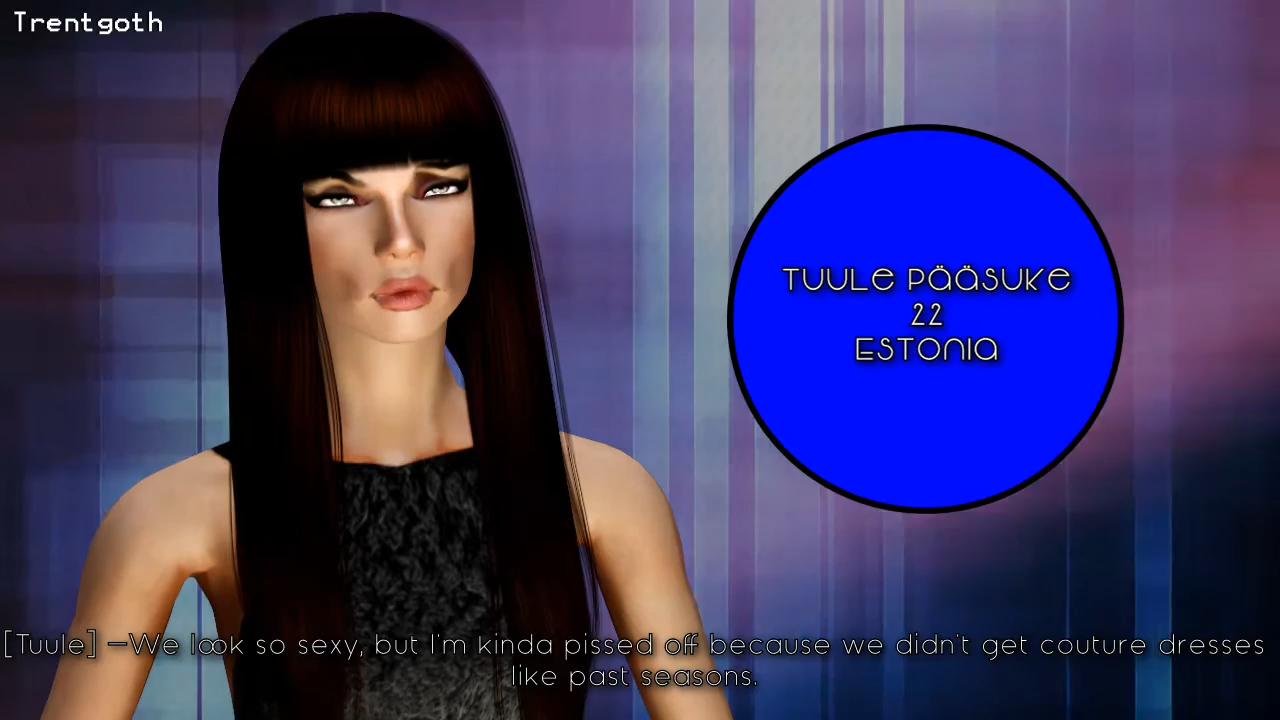 Trentgoth
TUULE PÄÄSUKE
22
ESTONIA
[Tuule] –We look so sexy, but I'm kinda pissed off because we didn't get couture dresses
like past seasons.